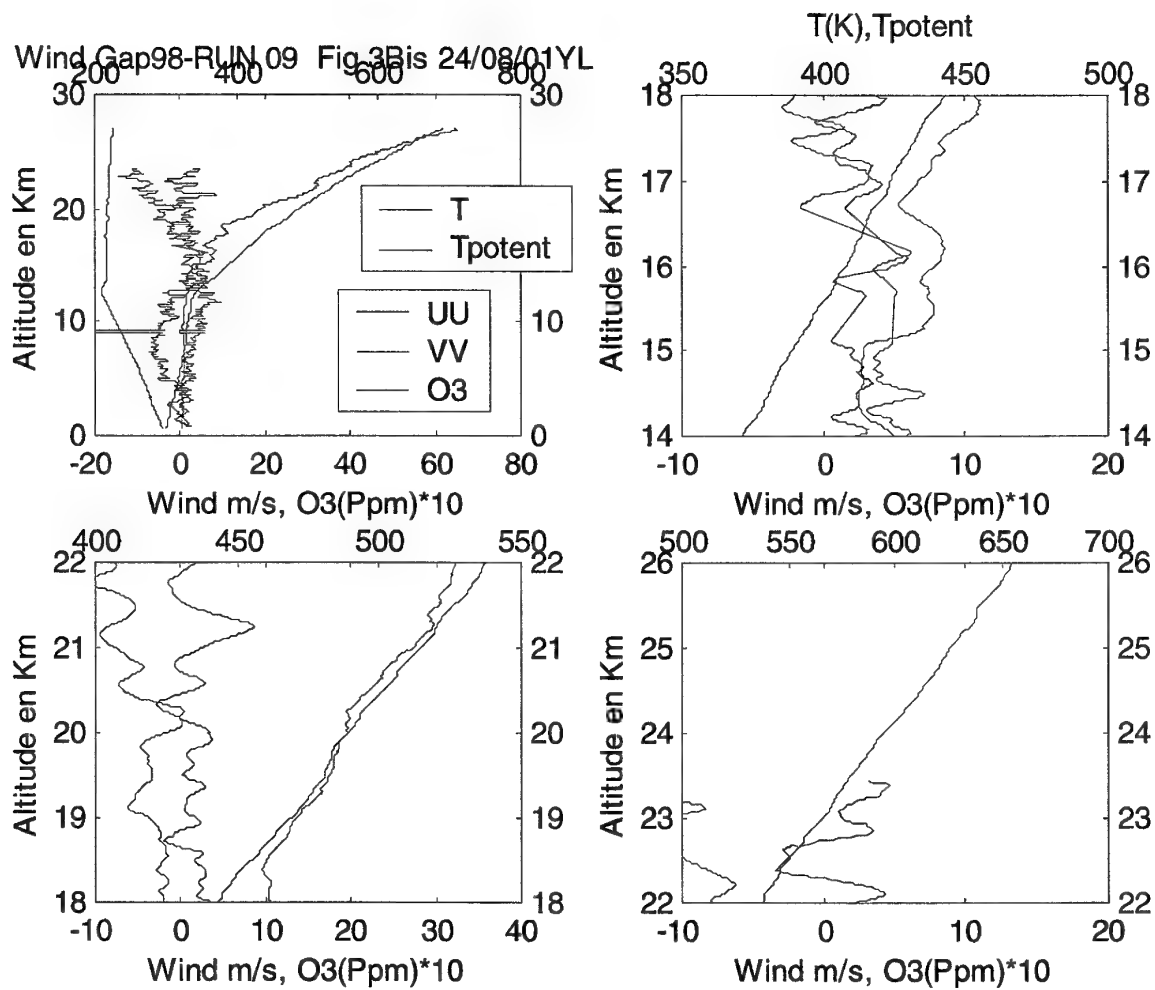 T(K),Tpotent
Wind Gap98-RUN 09 Fig 3Bis 24/08/01YL
200 400 600 800
350 400 450 500
30 30
20
10 10
0 0
Altitude en Km
T
Tpotent
UU
VV
O3
-20 0 20 40 60 80
Wind m/s, O3(Ppm)*10
18 18
17 17
16 16
15 15
14 14
Altitude en Km
-10 0 10 20
Wind m/s, O3(Ppm)*10
400 450 500 550
22 22
21 21
20 20
19 19
18 18
Altitude en Km
-10 0 10 20 30 40
Wind m/s, O3(Ppm)*10
500 550 600 650 700
26 26
25 25
24 24
23 23
22 22
Altitude en Km
-10 0 10 20
Wind m/s, O3(Ppm)*10